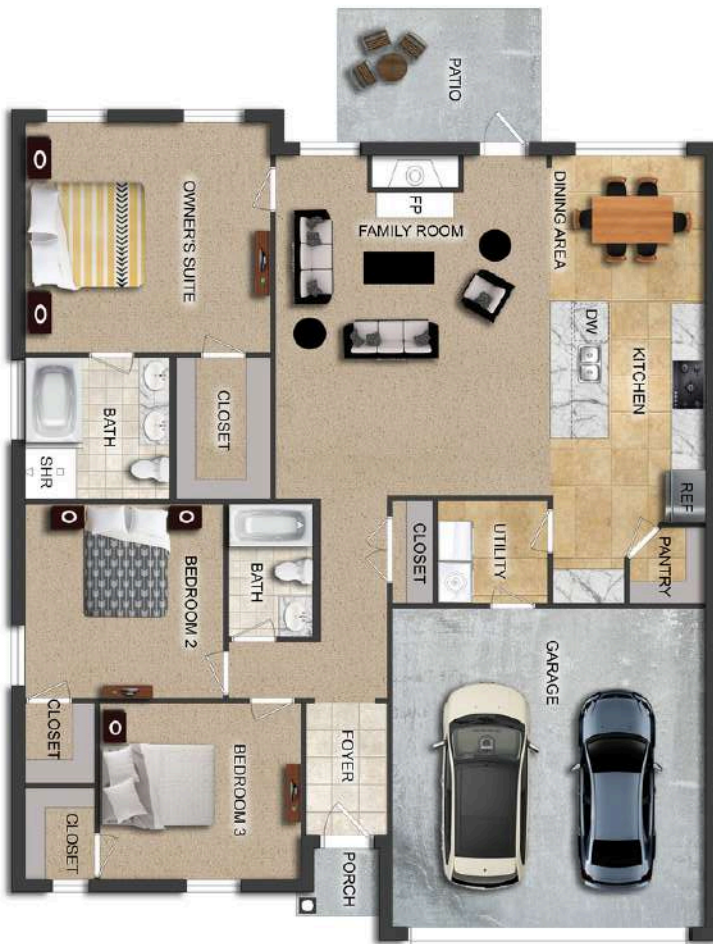 PATIO
OWNER'S SUITE
FP
FAMILY ROOM
DINING AREA
DW
KITCHEN
BATH
CLOSET
SHR
REF
BEDROOM 2
BATH
CLOSET
UTILITY
PANTRY
GARAGE
CLOSET
BEDROOM 3
FOYER
CLOSET
PORCH